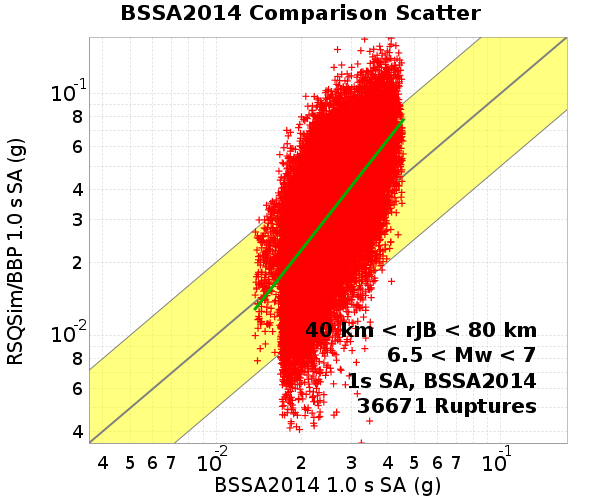 BSSA2014 Comparison Scatter
RSQSim/BBP 1.0 s SA (g)
10-1
8
6
4
3
2
10-2
8
6
4
40 km < rJB < 80 km
6.5 < Mw < 7
1s SA, BSSA2014
36671 Ruptures
4 5 6 7 10-2 2 3 4 5 6 7 10-1
BSSA2014 1.0 s SA (g)